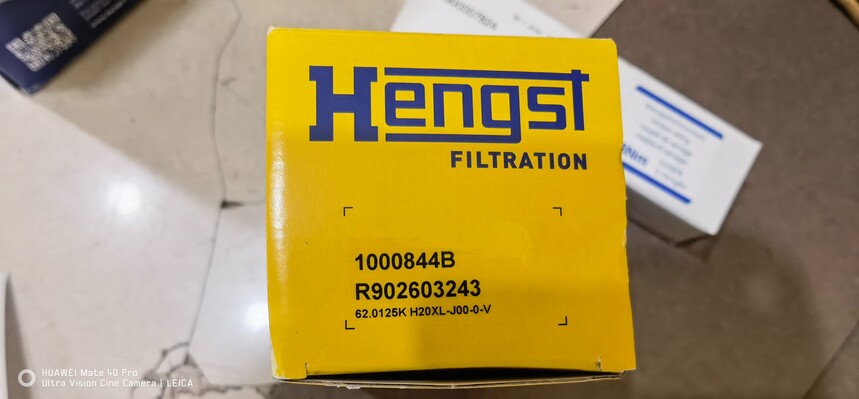 Hengst
FILTRATION
1000844B
R902603243
62.0125K H20XL-J00-0-V
HUAWEI Mate 40 Pro
Ultra Vision Cine Camera | LEICA